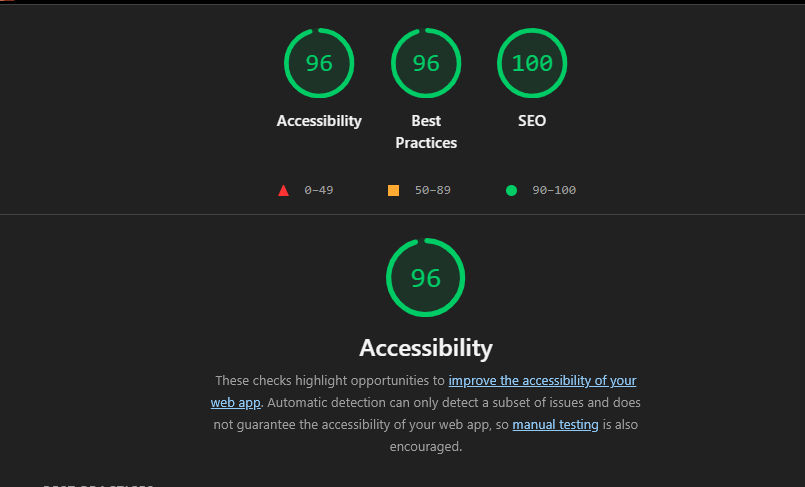 96
96
100
Accessibility
Best
Practices
SEO
0–49
50–89
90–100
96
Accessibility
These checks highlight opportunities to improve the accessibility of your
web app. Automatic detection can only detect a subset of issues and does
not guarantee the accessibility of your web app, so manual testing is also
encouraged.